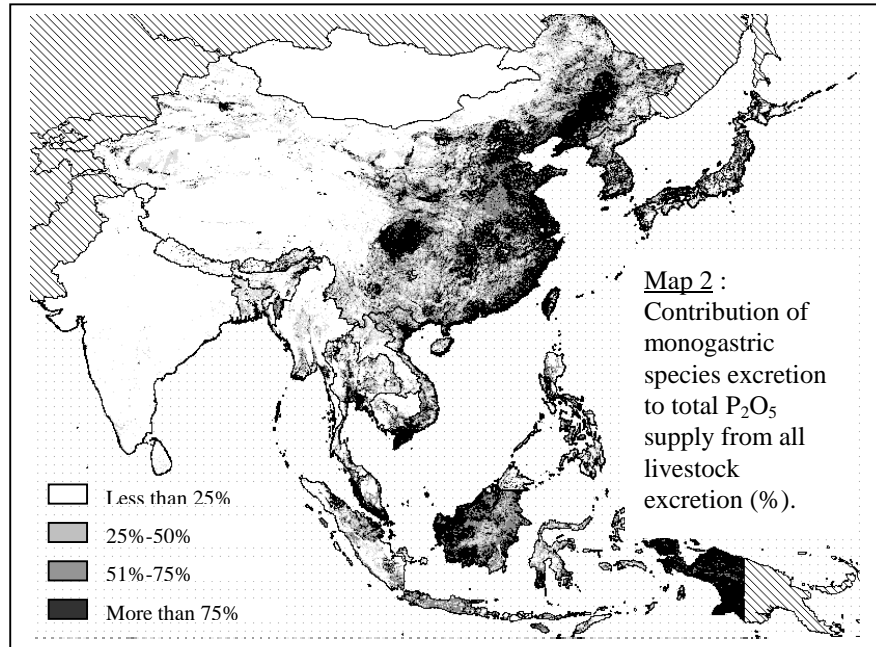 Map 2 :
Contribution of
monogastric
species excretion
to total P₂O₅
supply from all
livestock
excretion (%).
Less than 25%
25%-50%
51%-75%
More than 75%